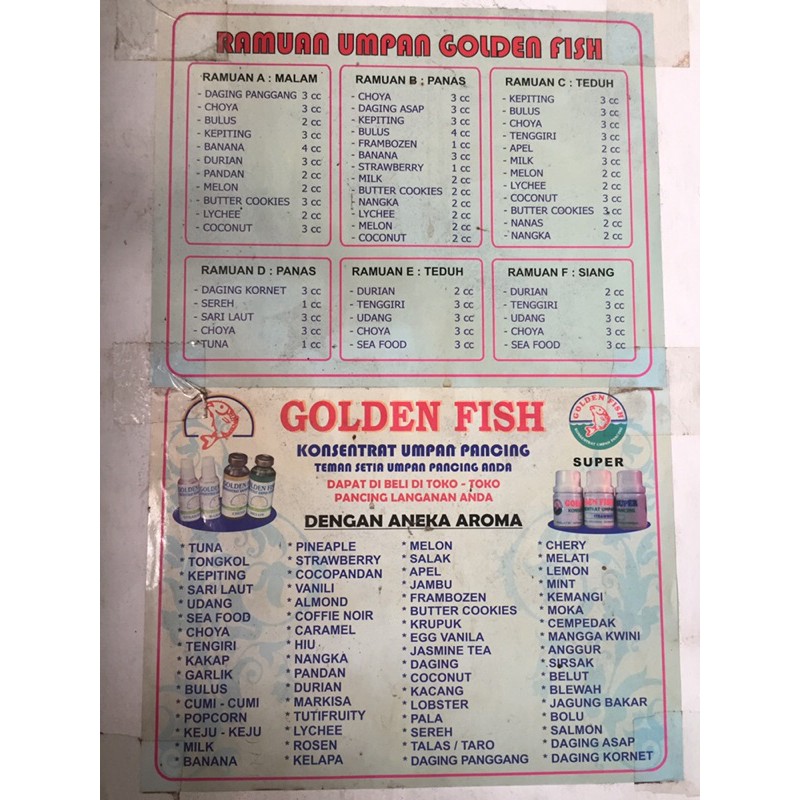 RAMUAN UMPAN GOLDEN FISH
RAMUAN A : MALAM
- DAGING PANGGANG 3 cc
- CHOYA 3 cc
- BULUS 2 cc
- KEPITING 3 cc
- BANANA 4 cc
- DURIAN 3 cc
- PANDAN 2 cc
- MELON 2 cc
- BUTTER COOKIES 3 cc
- LYCHEE 2 cc
- COCONUT 3 cc
RAMUAN B : PANAS
- CHOYA 3 cc
- DAGING ASAP 3 cc
- KEPITING 3 cc
- BULUS 4 cc
- FRAMBOZEN 1 cc
- BANANA 3 cc
- STRAWBERRY 1 cc
- MILK 2 cc
- BUTTER COOKIES 2 cc
- NANGKA 2 cc
- LYCHEE 2 cc
- MELON 2 cc
- COCONUT 2 cc
RAMUAN C : TEDUH
- KEPITING 3 cc
- BULUS 3 cc
- CHOYA 3 cc
- TENGGIRI 3 cc
- APEL 2 cc
- MILK 3 cc
- MELON 2 cc
- LYCHEE 2 cc
- COCONUT 3 cc
- BUTTER COOKIES 3 cc
- NANAS 2 cc
- NANGKA 2 cc
RAMUAN D : PANAS
- DAGING KORNET 3 cc
- SEREH 1 cc
- SARI LAUT 3 cc
- CHOYA 3 cc
- TUNA 1 cc
RAMUAN E : TEDUH
- DURIAN 2 cc
- TENGGIRI 3 cc
- UDANG 3 cc
- CHOYA 3 cc
- SEA FOOD 3 cc
RAMUAN F : SIANG
- DURIAN 2 cc
- TENGGIRI 3 cc
- UDANG 3 cc
- CHOYA 3 cc
- SEA FOOD 3 cc
GOLDEN FISH
KONSENTRAT UMPAN PANCING
TEMAN SETIA UMPAN PANCING ANDA
DAPAT DI BELI DI TOKO - TOKO
PANCING LANGANAN ANDA
GOLDEN FISH
KONSENTRAT UMPAN PANCING
SUPER
GOLDEN
GOLDEN
GOLDEN
GOLDEN FISH
SUPER
DENGAN ANEKA AROMA
* TUNA
* TONGKOL
* KEPITING
* SARI LAUT
* UDANG
* SEA FOOD
* CHOYA
* TENGIRI
* KAKAP
* GARLIK
* BULUS
* CUMI - CUMI
* POPCORN
* KEJU - KEJU
* MILK
* BANANA
* PINEAPLE
* STRAWBERRY
* COCOPANDAN
* VANILI
* ALMOND
* COFFIE NOIR
* CARAMEL
* HIU
* NANGKA
* PANDAN
* DURIAN
* MARKISA
* TUTIFRUITY
* LYCHEE
* ROSEN
* KELAPA
* MELON
* SALAK
* APEL
* JAMBU
* FRAMBOZEN
* BUTTER COOKIES
* KRUPUK
* EGG VANILA
* JASMINE TEA
* DAGING
* COCONUT
* KACANG
* LOBSTER
* PALA
* SEREH
* TALAS / TARO
* DAGING PANGGANG
* CHERY
* MELATI
* LEMON
* MINT
* KEMANGI
* MOKA
* CEMPEDAK
* MANGGA KWINI
* ANGGUR
* SIRSAK
* BELUT
* BLEWAH
* JAGUNG BAKAR
* BOLU
* SALMON
* DAGING ASAP
* DAGING KORNET